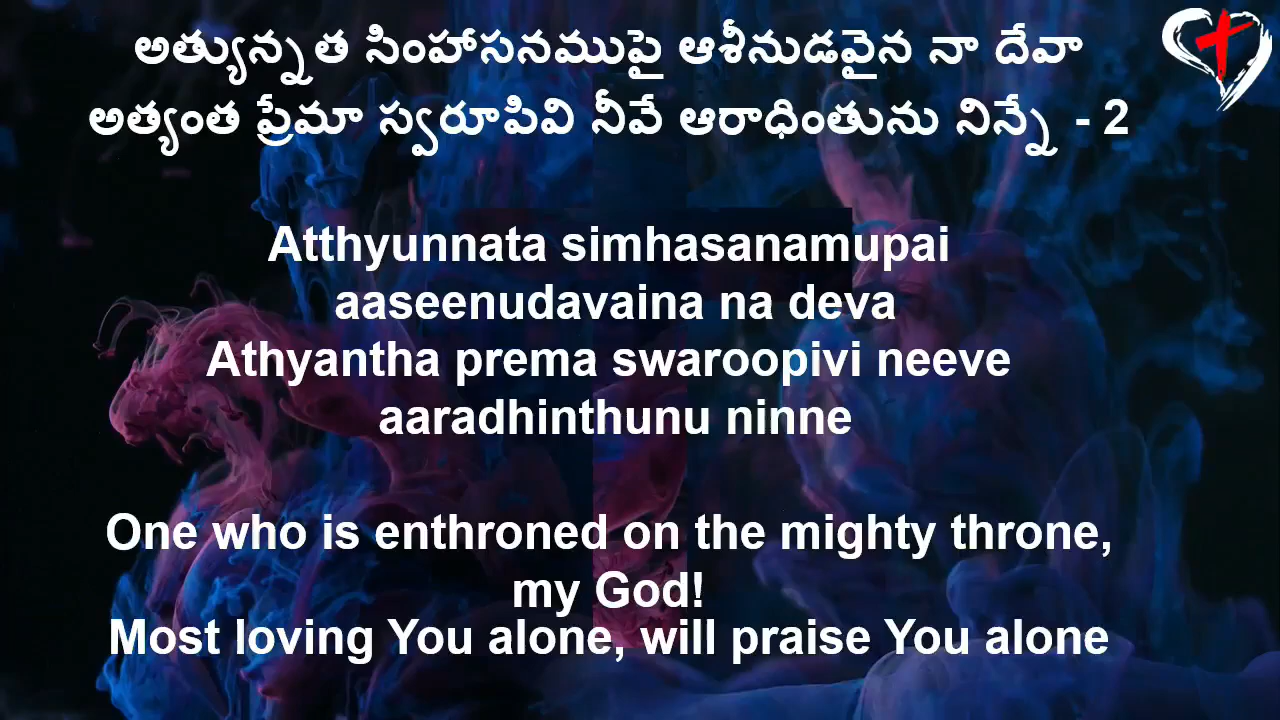 అత్యున్నత సింహాసనముపై ఆశీనుడవైన నా దేవా
అత్యంత ప్రేమా స్వరూపివి నీవే ఆరాధింతును నిన్నే - 2
Atthyunnata simhasanamupai
aaseenudavaina na deva
Athyantha prema swaroopivi neeve
aaradhinthunu ninne
One who is enthroned on the mighty throne,
my God!
Most loving You alone, will praise You alone